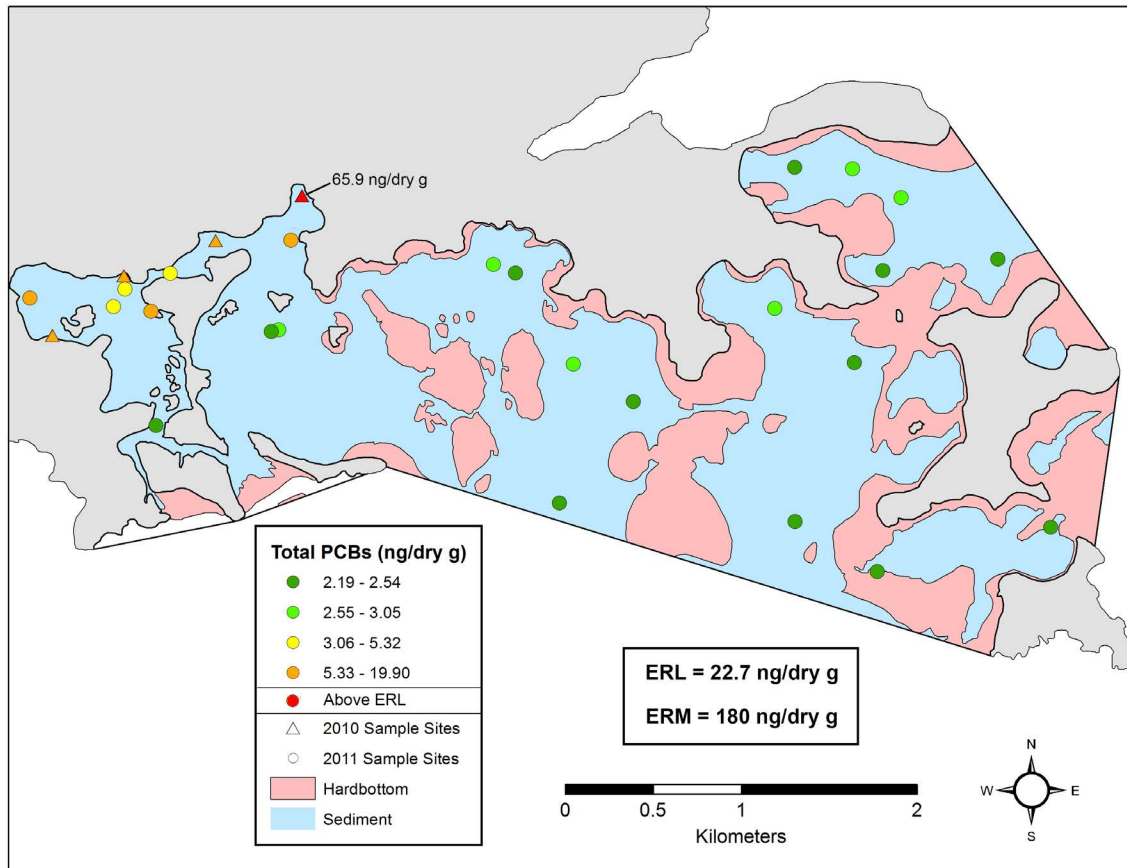 65.9 ng/dry g
Total PCBs (ng/dry g)
2.19 - 2.54
2.55 - 3.05
3.06 - 5.32
5.33 - 19.90
Above ERL
2010 Sample Sites
2011 Sample Sites
Hardbottom
Sediment
ERL = 22.7 ng/dry g
ERM = 180 ng/dry g
0 0.5 1 2
Kilometers
N
W E
S